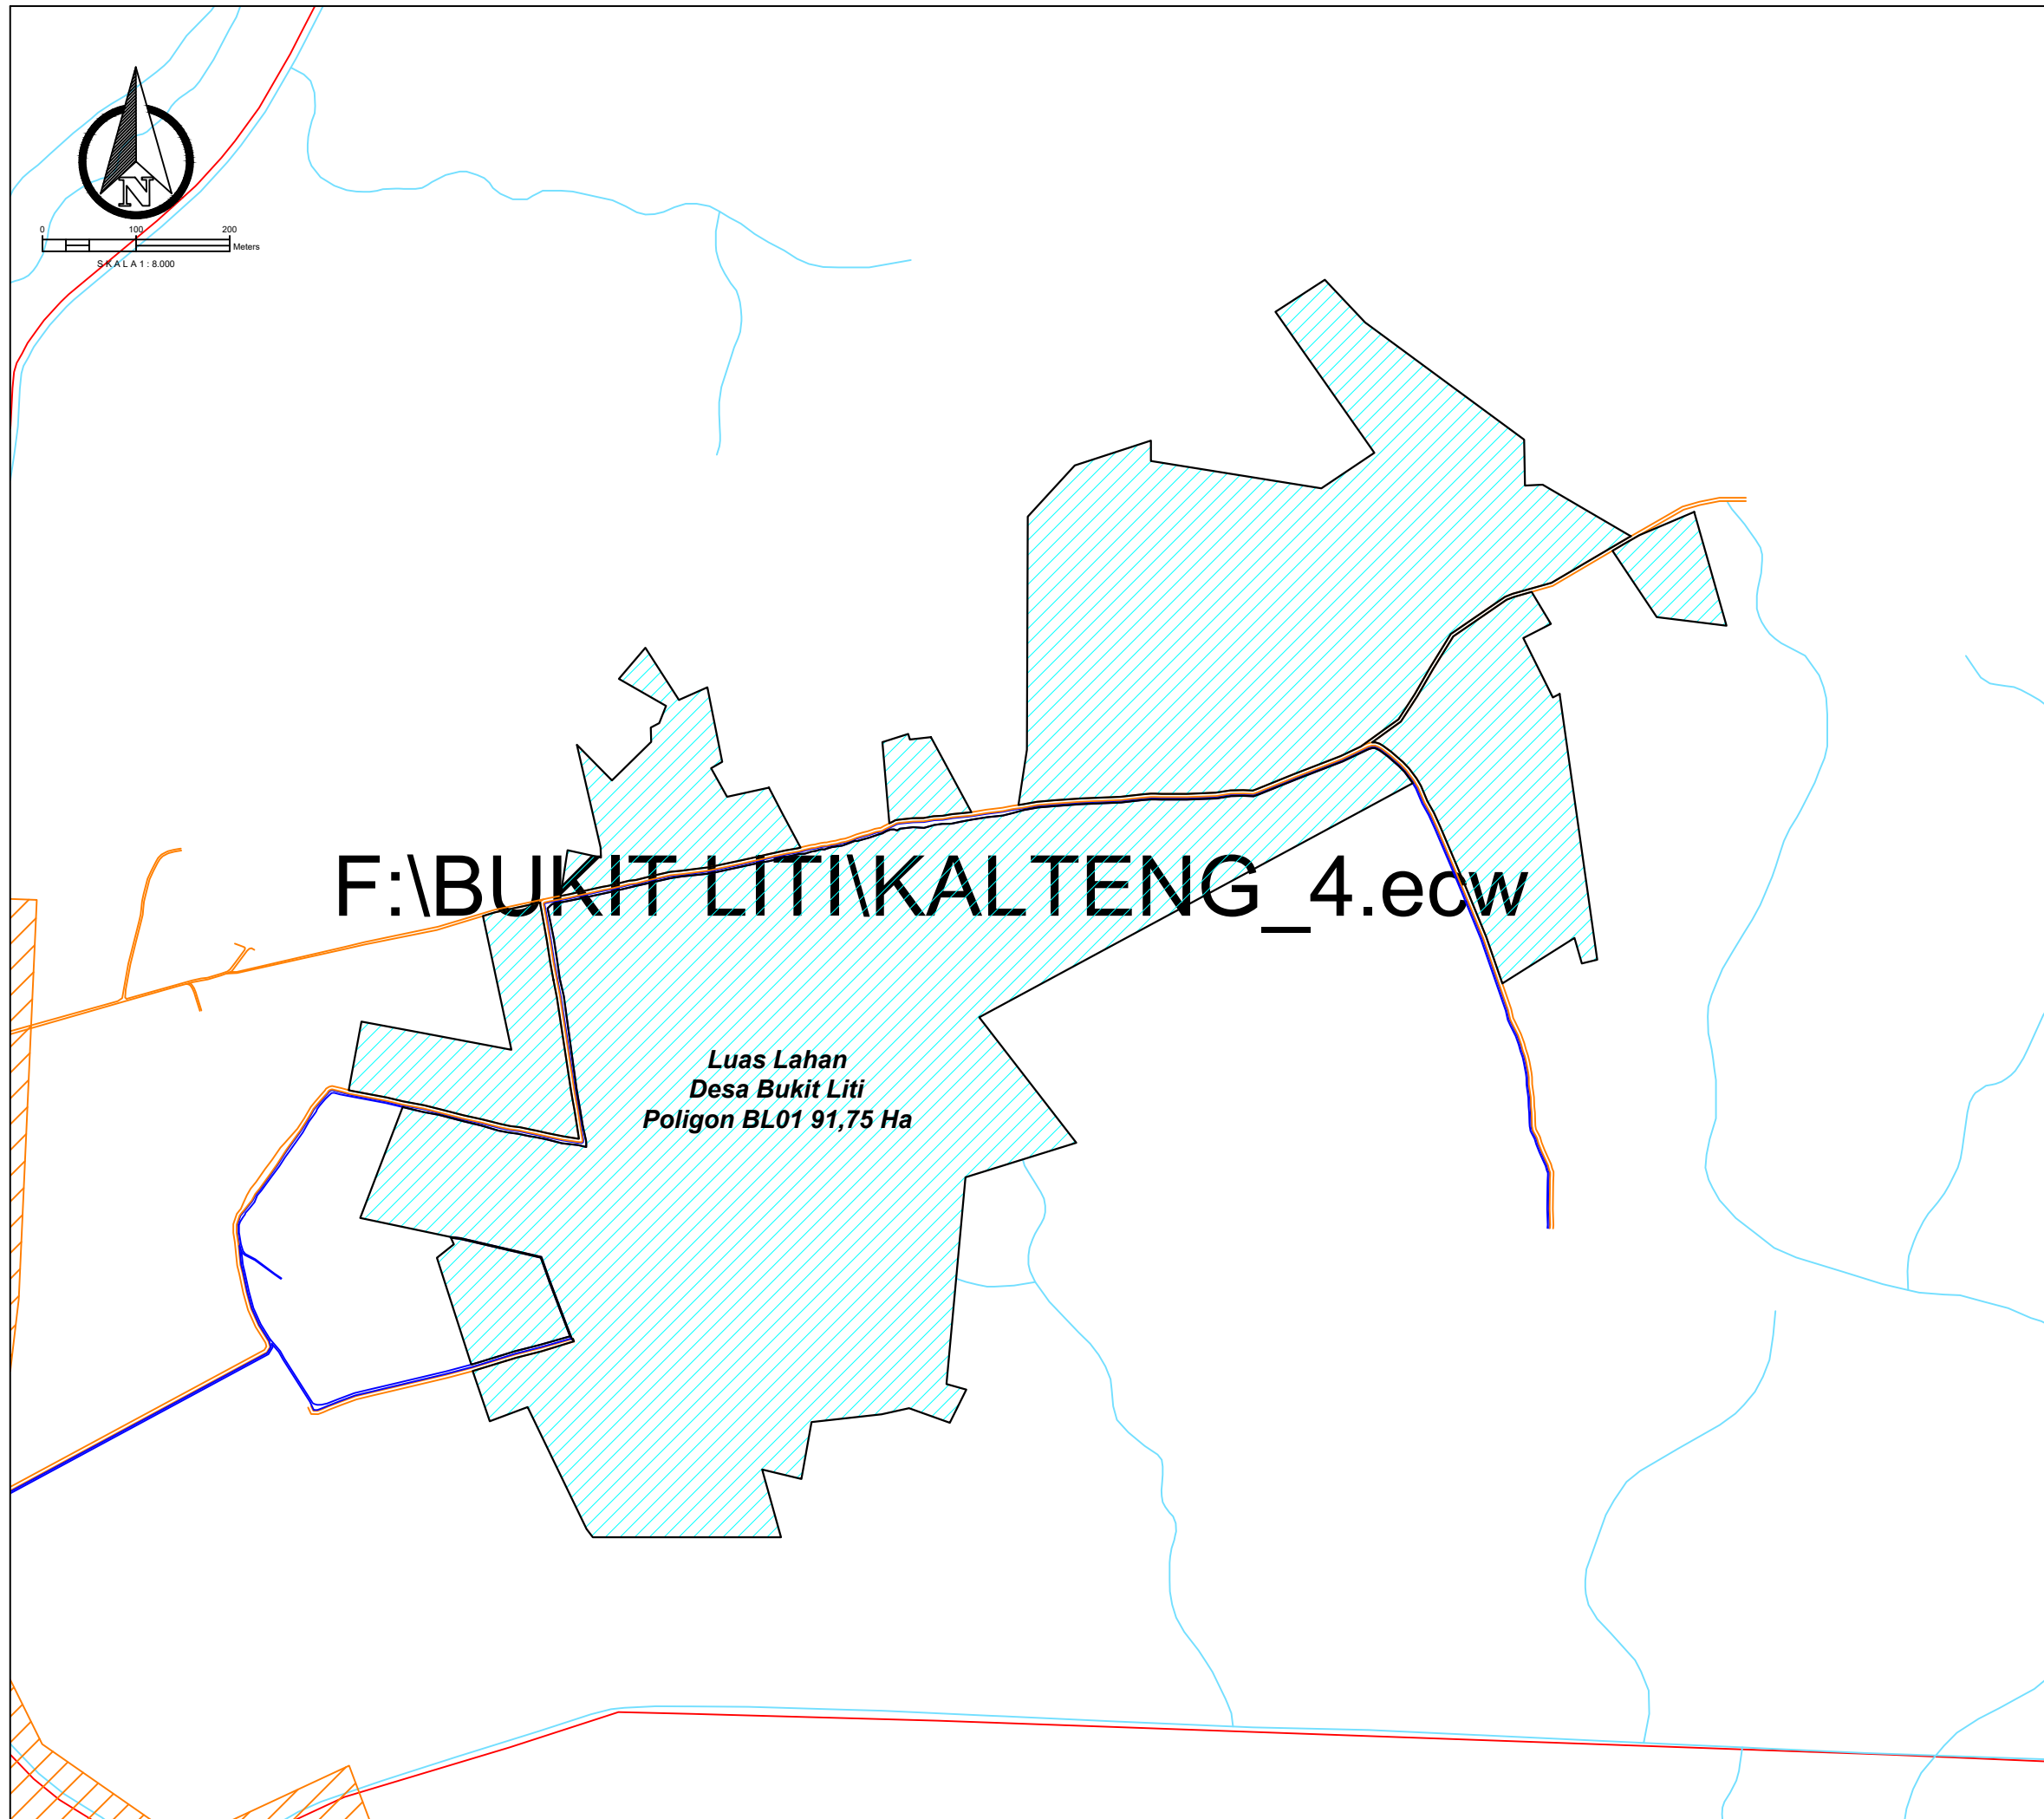 N
0 100 200
Meters
S K A L A 1 : 8.000
F:\BUKIT LITI\KALTENG_4.ecw
Luas Lahan
Desa Bukit Liti
Poligon BL01 91,75 Ha